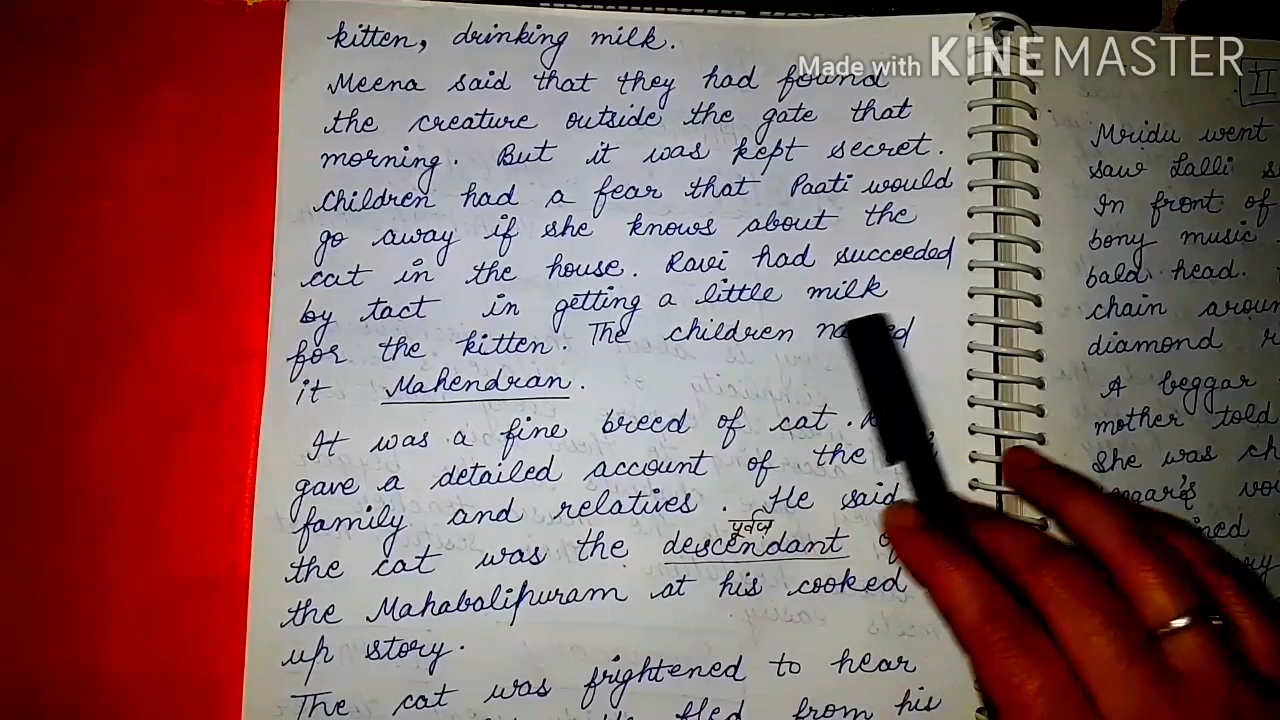 kitten, drinking milk.
Made with KINEMASTER
Meena said that they had found
the creature outside the gate that
morning. But it was kept secret.
Children had a fear that Paati would
go away if she knows about the
cat in the house. Ravi had succeeded
by tact in getting a little milk
for the kitten. The children
it Mahendran.
It was a fine breed of cat.
gave a detailed account of the
family and relatives. He said
पूर्वज
the cat was the descendant
the Mahabalipuram at his cooked
up story.
The cat was frightened to hear
fled from his
II
Mridu went
saw Lalli
In front of
bony music
bald head.
chain
diamond
A beggar
mother told
She was